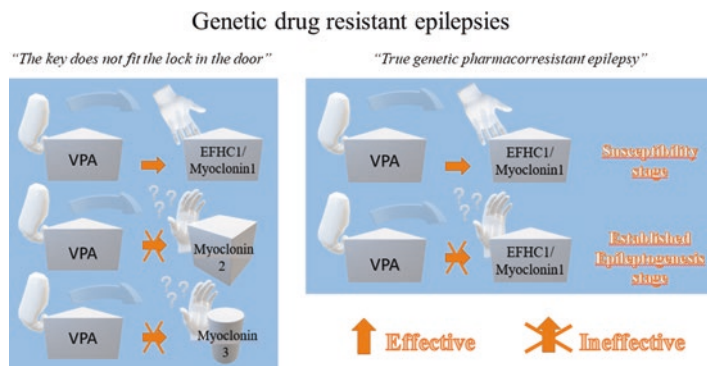 Genetic drug resistant epilepsies
“The key does not fit the lock in the door”
“True genetic pharmacorresistant epilepsy”
VPA
EFHC1/
Myoclonin1
VPA
???
Myoclonin
2
VPA
???
Myoclonin
3
VPA
EFHC1/
Myoclonin1
Susceptibility
stage
VPA
???
EFHC1/
Myoclonin1
Established
Epileptogenesis
stage
Effective
Ineffective